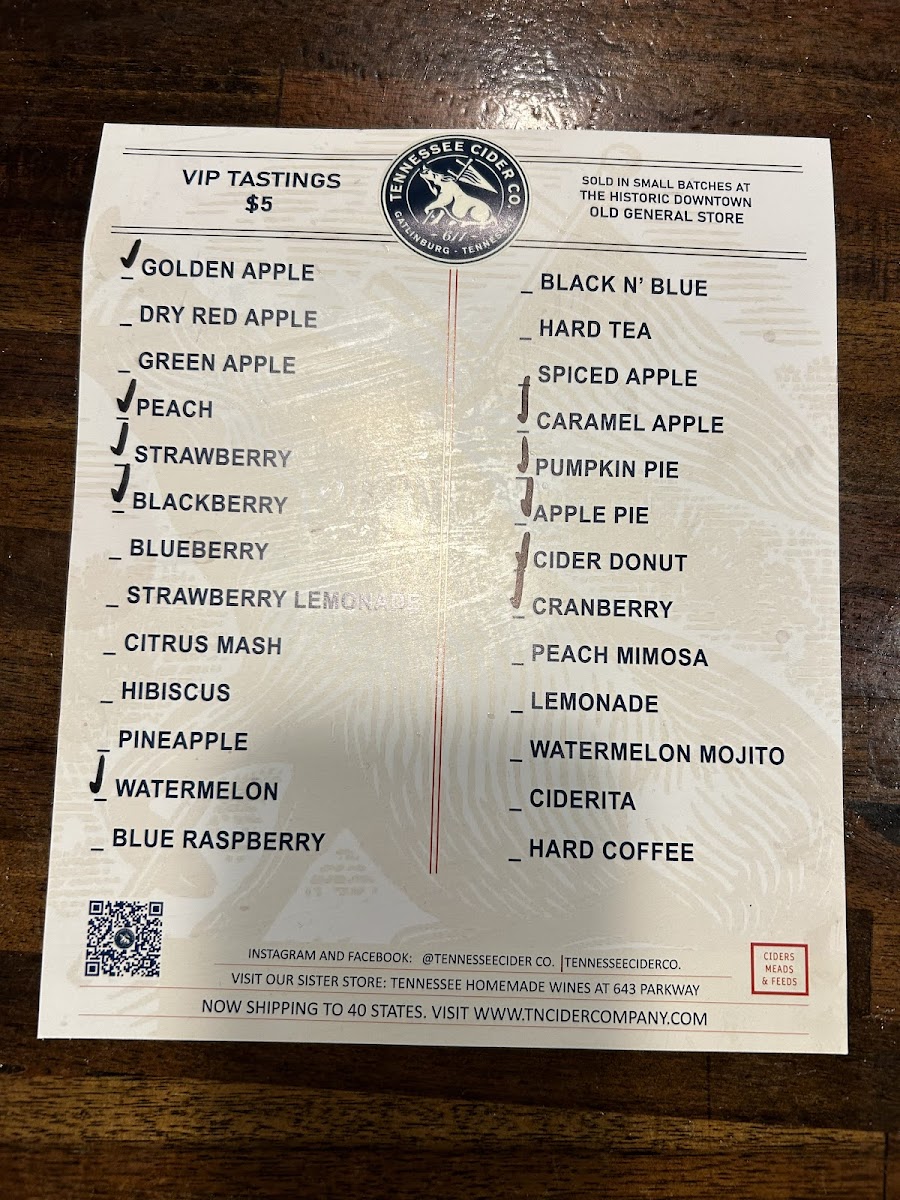 VIP TASTINGS
$5
TENNESSEE CIDER CO
GATLINBURG - TENNESSEE
SOLD IN SMALL BATCHES AT
THE HISTORIC DOWNTOWN
OLD GENERAL STORE
✓ GOLDEN APPLE
_ DRY RED APPLE
_ GREEN APPLE
✓ PEACH
✓ STRAWBERRY
✓ BLACKBERRY
_ BLUEBERRY
_ STRAWBERRY LEMONADE
_ CITRUS MASH
_ HIBISCUS
_ PINEAPPLE
✓ WATERMELON
_ BLUE RASPBERRY
_ BLACK N' BLUE
_ HARD TEA
_ SPICED APPLE
✓ CARAMEL APPLE
✓ PUMPKIN PIE
✓ APPLE PIE
✓ CIDER DONUT
✓ CRANBERRY
_ PEACH MIMOSA
_ LEMONADE
_ WATERMELON MOJITO
_ CIDERITA
_ HARD COFFEE
INSTAGRAM AND FACEBOOK: @TENNESSEECIDER CO. |TENNESSEECIDERCO.
VISIT OUR SISTER STORE: TENNESSEE HOMEMADE WINES AT 643 PARKWAY
NOW SHIPPING TO 40 STATES. VISIT WWW.TNCIDERCOMPANY.COM
CIDERS
MEADS
& FEEDS